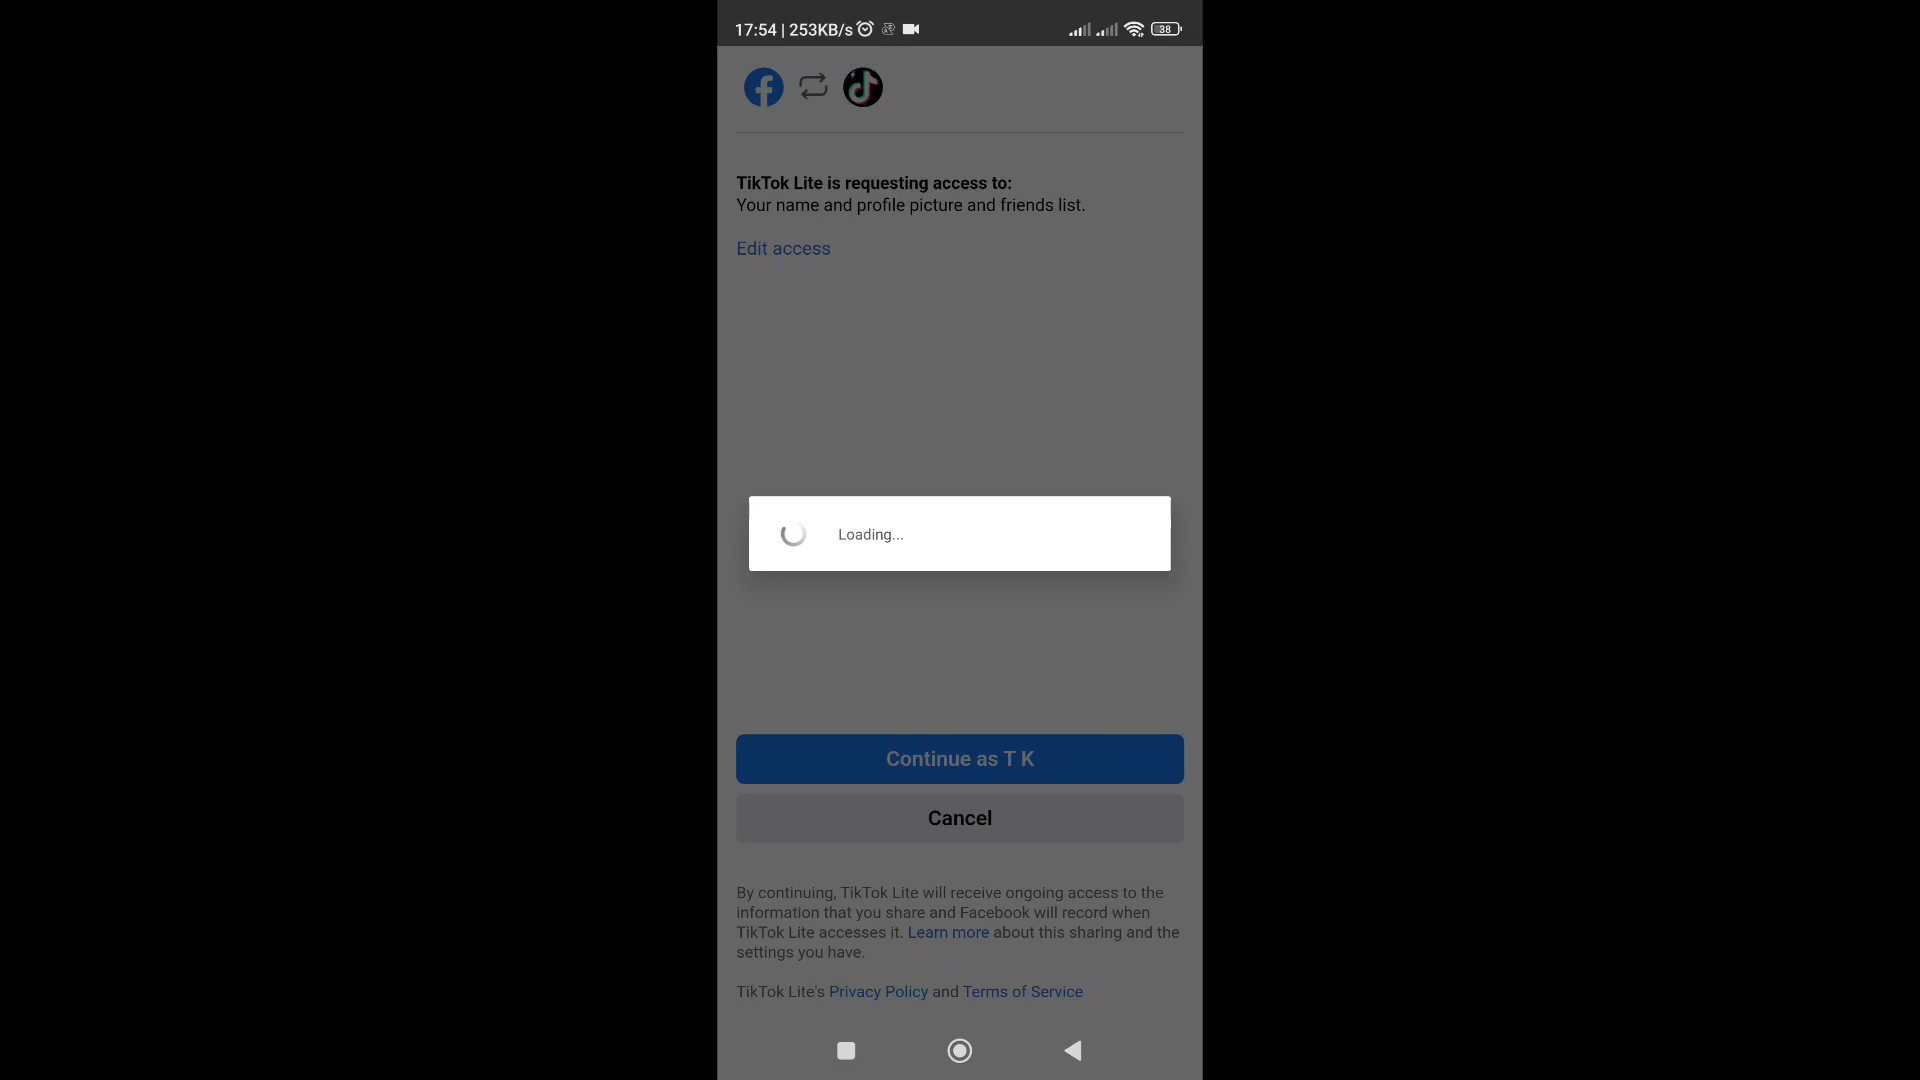 17:54 | 253KB/s 38
TikTok Lite is requesting access to:
Your name and profile picture and friends list.
Edit access
Loading...
Continue as T K
Cancel
By continuing, TikTok Lite will receive ongoing access to the
information that you share and Facebook will record when
TikTok Lite accesses it. Learn more about this sharing and the
settings you have.
TikTok Lite's Privacy Policy and Terms of Service